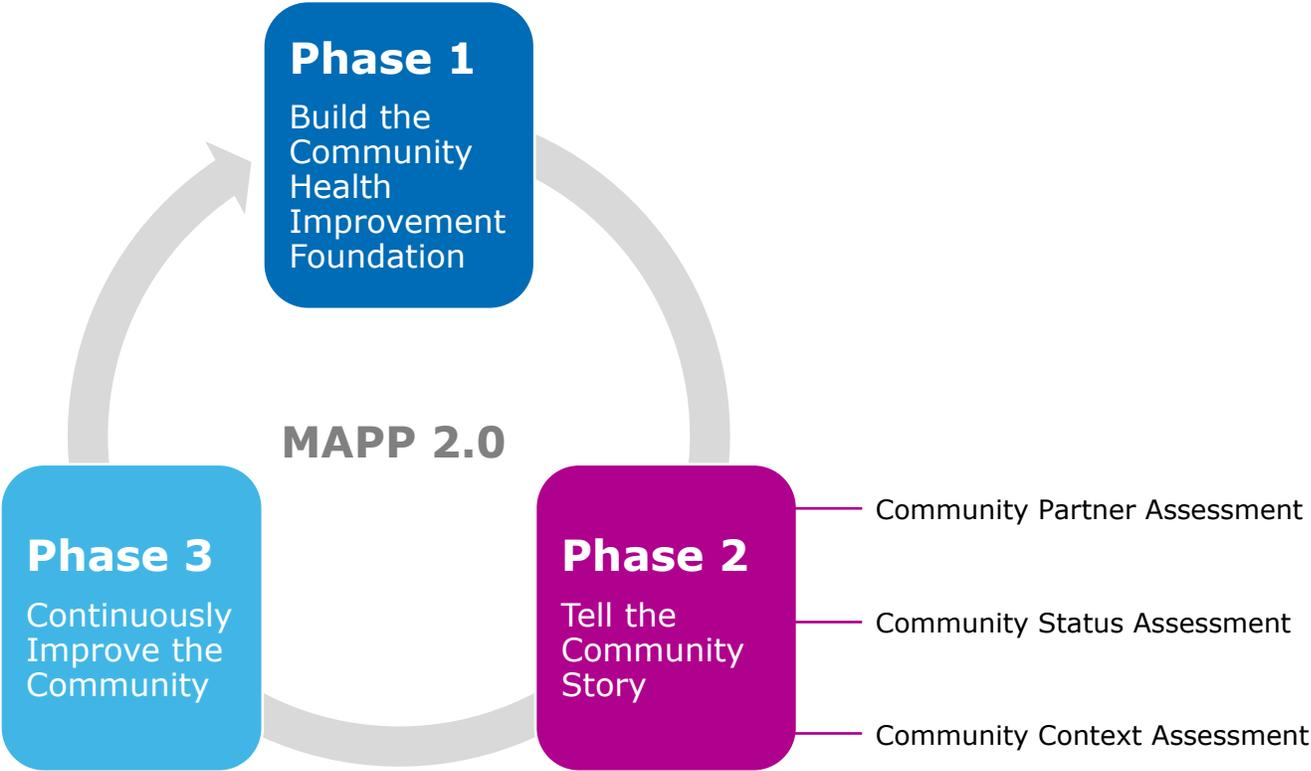 Phase 1
Build the
Community
Health
Improvement
Foundation
MAPP 2.0
Phase 2
Tell the
Community
Story
Community Partner Assessment
Community Status Assessment
Community Context Assessment
Phase 3
Continuously
Improve the
Community